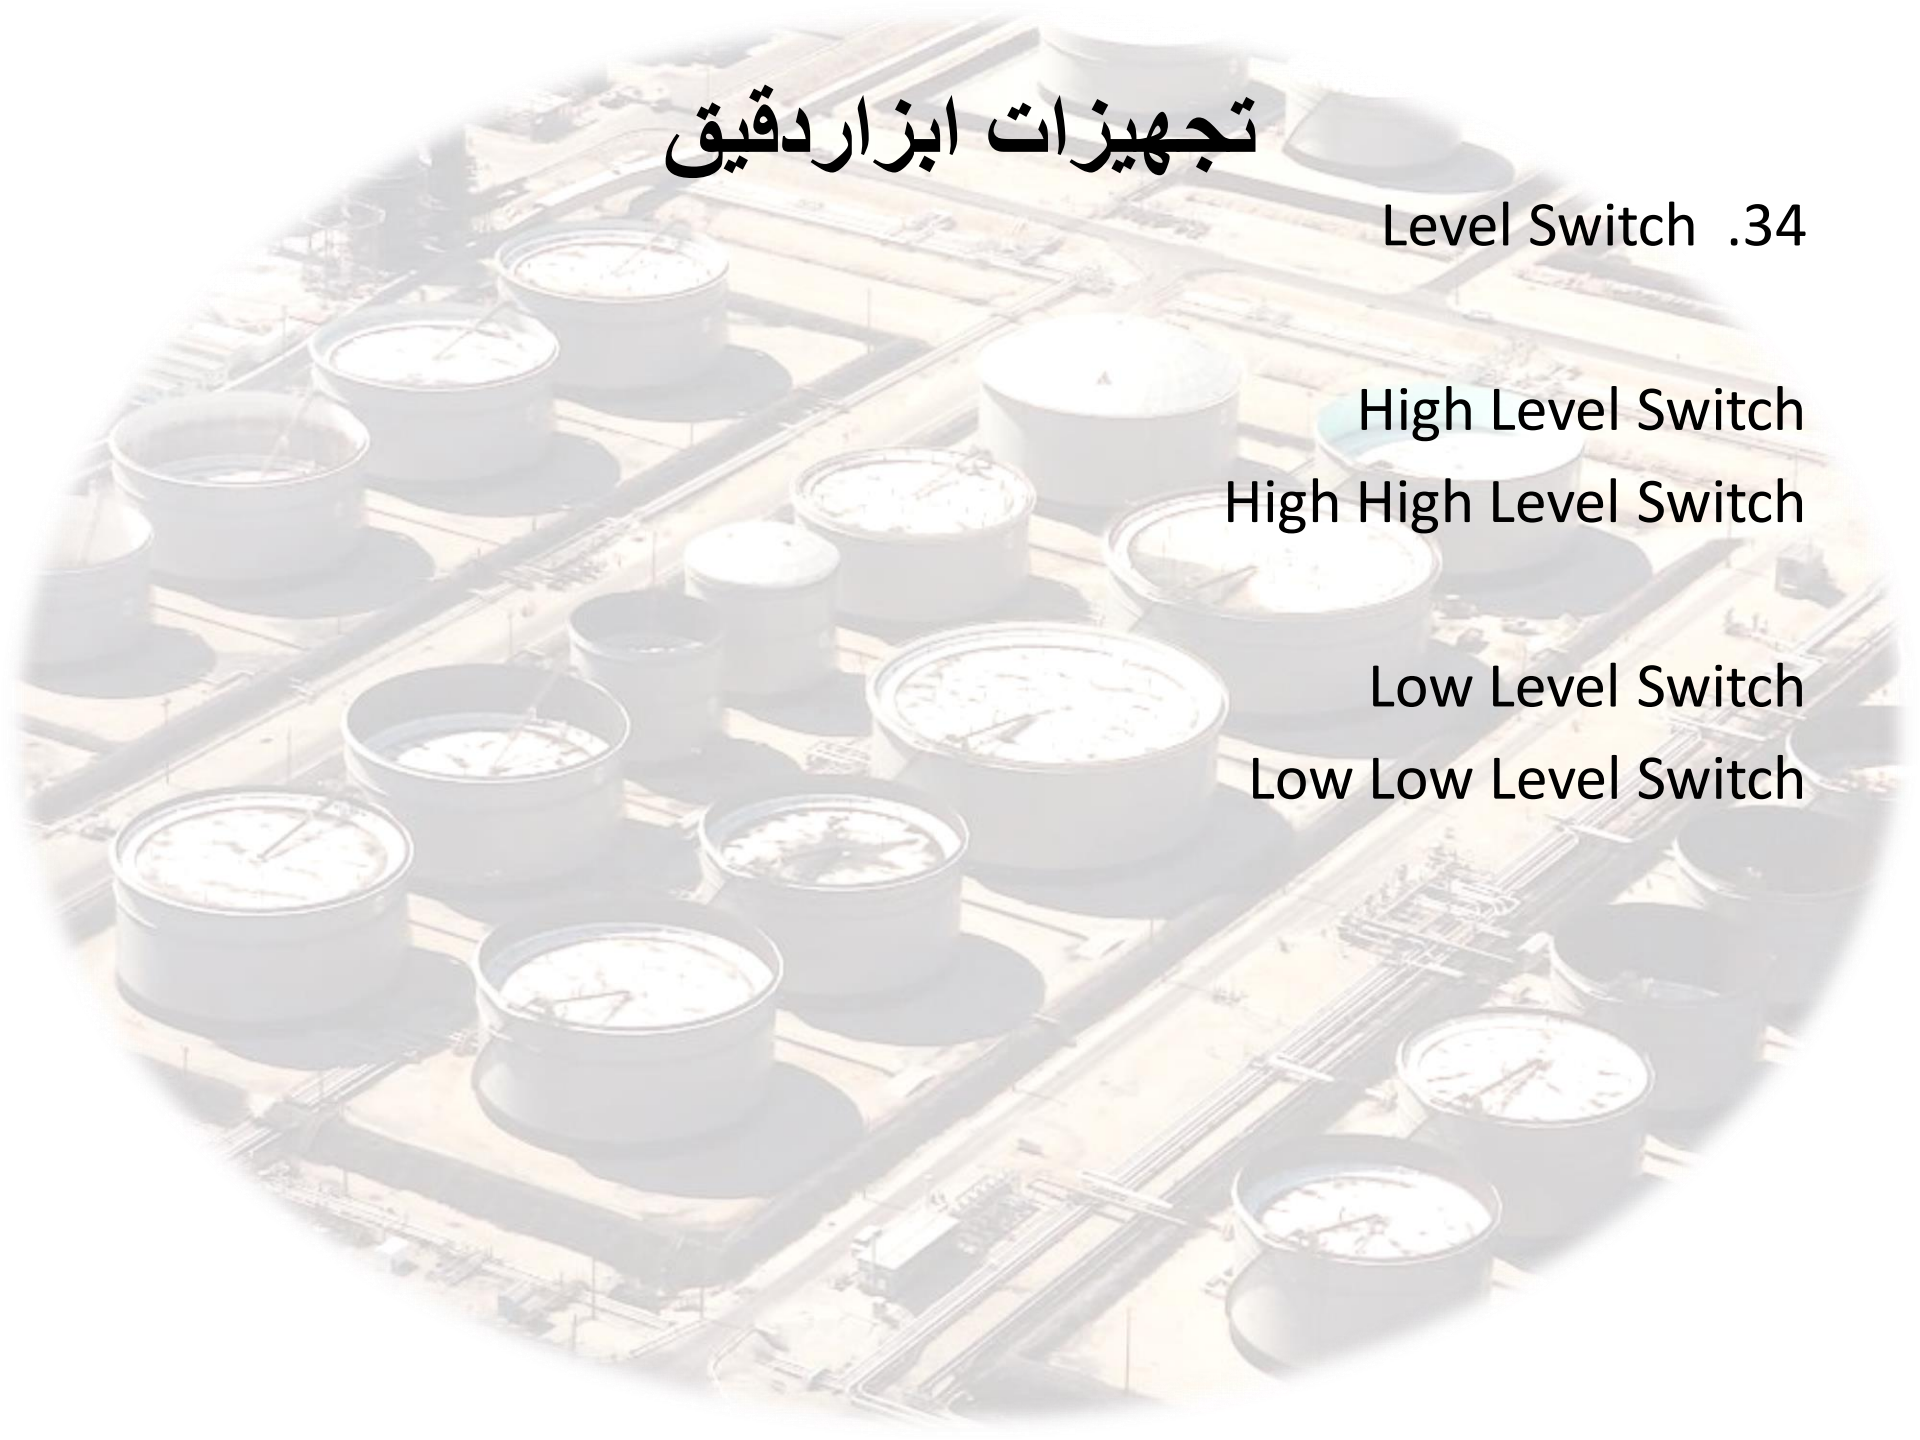 تجهیزات ابزاردقیق
34. Level Switch
High Level Switch
High High Level Switch
Low Level Switch
Low Low Level Switch